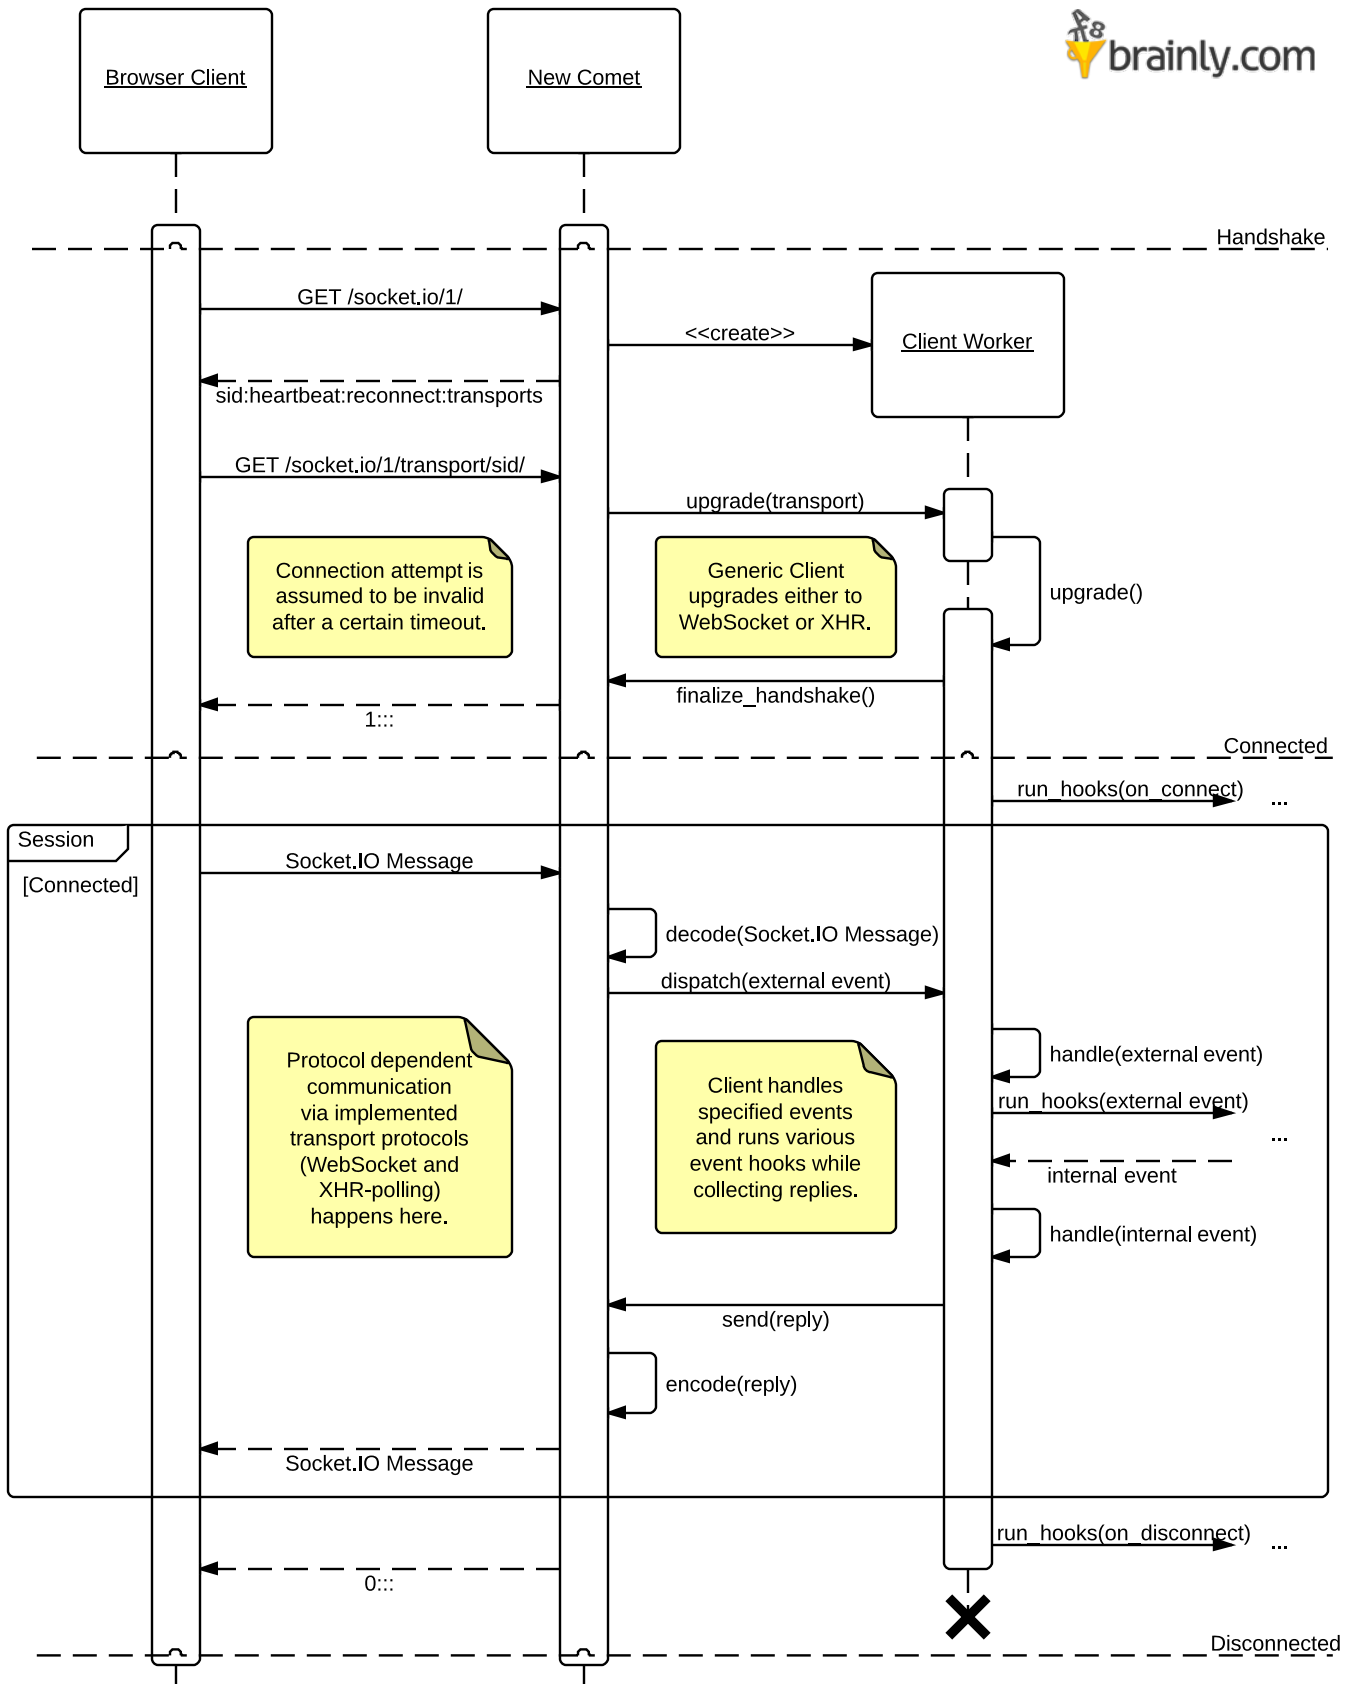 brainly.com
Browser Client
New Comet
Handshake
GET /socket.io/1/
<<create>>
Client Worker
sid:heartbeat:reconnect:transports
GET /socket.io/1/transport/sid/
upgrade(transport)
Connection attempt is
assumed to be invalid
after a certain timeout.
Generic Client
upgrades either to
WebSocket or XHR.
upgrade()
finalize_handshake()
1:::
Connected
run_hooks(on_connect)
...
Session
[Connected]
Socket.IO Message
decode(Socket.IO Message)
dispatch(external event)
Protocol dependent
communication
via implemented
transport protocols
(WebSocket and
XHR-polling)
happens here.
Client handles
specified events
and runs various
event hooks while
collecting replies.
handle(external event)
run_hooks(external event)
...
internal event
handle(internal event)
send(reply)
encode(reply)
Socket.IO Message
run_hooks(on_disconnect)
...
0:::
Disconnected